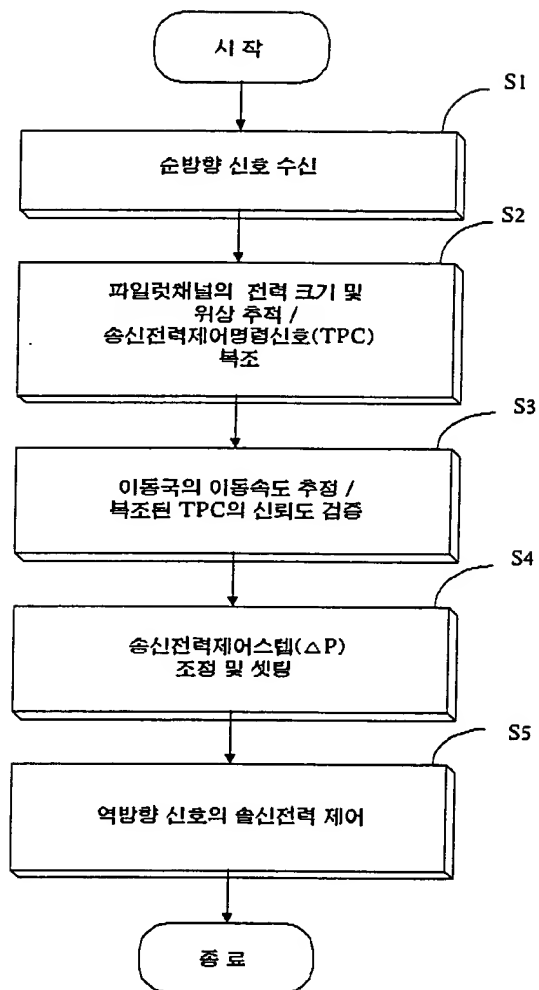 시 작
S1
순방향 신호 수신
S2
파일럿채널의 전력 크기 및
위상 추적 /
송신전력제어명령신호(TPC)
복조
S3
이동국의 이동속도 추정 /
복조된 TPC의 신뢰도 검증
S4
송신전력제어스텝(△P)
조정 및 셋팅
S5
역방향 신호의 송신전력 제어
종 료